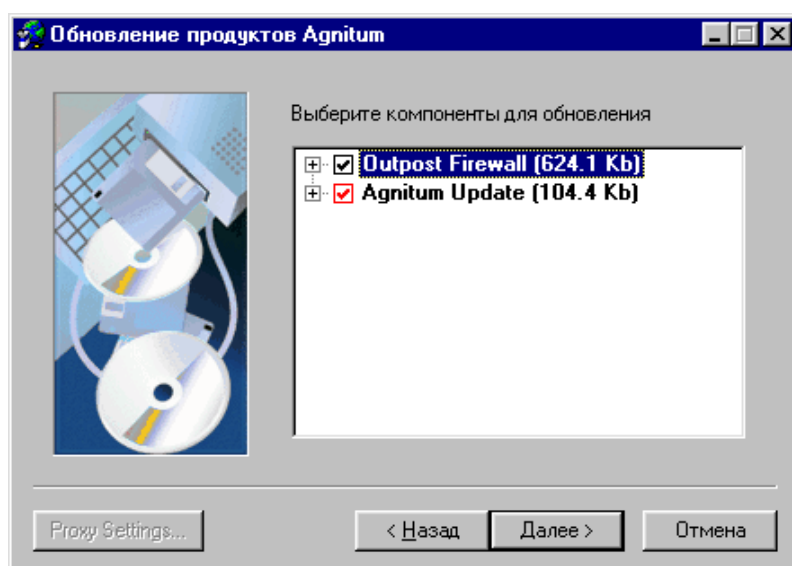 Обновление продуктов Agnitum
Выберите компоненты для обновления
Outpost Firewall (624.1 Kb)
Agnitum Update (104.4 Kb)
Proxy Settings...
< Назад
Далее >
Отмена